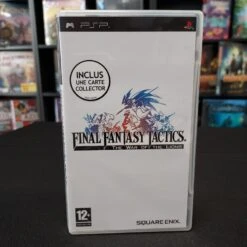 PSP
INCLUS
UNE CARTE
COLLECTOR
FINAL FANTASY TACTICS.
THE WAR OF THE LIONS
12+
SQUARE ENIX